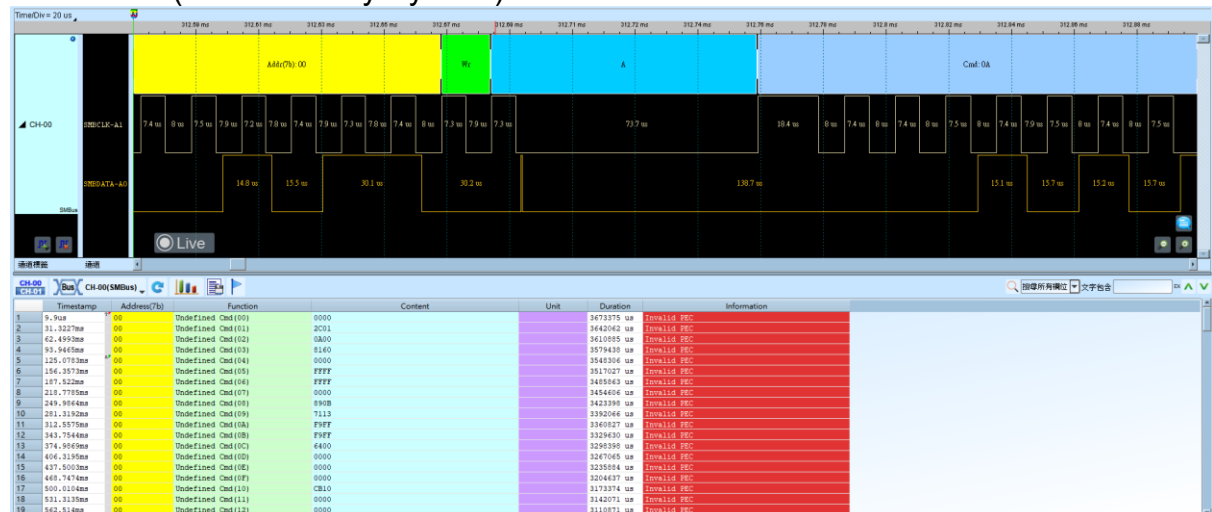 Time/Div = 20 us
312.59 ms 312.61 ms 312.63 ms 312.65 ms 312.67 ms 312.69 ms 312.71 ms 312.72 ms 312.74 ms 312.76 ms 312.78 ms 312.8 ms 312.82 ms 312.84 ms 312.86 ms 312.88 ms
Addr(7b): 00 Wr A Cmd: 0A
CH-00 SMBCLK-A1 7.4 us 8 us 7.5 us 7.9 us 7.2 us 7.8 us 7.4 us 7.9 us 7.3 us 7.8 us 7.4 us 8 us 7.3 us 7.9 us 7.3 us 73.7 us 18.4 us 8 us 7.4 us 8 us 7.4 us 8 us 7.5 us 8 us 7.4 us 7.9 us 7.5 us 8 us 7.4 us 8 us 7.5 us
SMBDATA-A0 14.8 us 15.5 us 30.1 us 30.2 us 138.7 us 15.1 us 15.7 us 15.2 us 15.7 us
SMBus
Live
通道標籤 通道
CH-00 CH-01 Bus CH-00(SMBus) 搜尋所有欄位 文字包含
Timestamp Address(7b) Function Content Unit Duration Information
1 9.9us 00 Undefined Cmd(00) 0000 3673375 us Invalid PEC
2 31.3227ms 00 Undefined Cmd(01) 2C01 3642062 us Invalid PEC
3 62.4993ms 00 Undefined Cmd(02) 0A00 3610885 us Invalid PEC
4 93.9465ms 00 Undefined Cmd(03) 8160 3579438 us Invalid PEC
5 125.0783ms 00 Undefined Cmd(04) 0000 3548306 us Invalid PEC
6 156.3573ms 00 Undefined Cmd(05) FFFF 3517027 us Invalid PEC
7 187.522ms 00 Undefined Cmd(06) FFFF 3485863 us Invalid PEC
8 218.7785ms 00 Undefined Cmd(07) 0000 3454606 us Invalid PEC
9 249.9864ms 00 Undefined Cmd(08) 890B 3423398 us Invalid PEC
10 281.3192ms 00 Undefined Cmd(09) 7113 3392066 us Invalid PEC
11 312.5575ms 00 Undefined Cmd(0A) F9FF 3360827 us Invalid PEC
12 343.7544ms 00 Undefined Cmd(0B) F9FF 3329630 us Invalid PEC
13 374.9869ms 00 Undefined Cmd(0C) 6400 3298398 us Invalid PEC
14 406.3195ms 00 Undefined Cmd(0D) 0000 3267065 us Invalid PEC
15 437.5003ms 00 Undefined Cmd(0E) 0000 3235884 us Invalid PEC
16 468.7474ms 00 Undefined Cmd(0F) 0000 3204637 us Invalid PEC
17 500.0104ms 00 Undefined Cmd(10) CB10 3173374 us Invalid PEC
18 531.3135ms 00 Undefined Cmd(11) 0000 3142071 us Invalid PEC
19 562.514ms 00 Undefined Cmd(12) 0000 3110871 us Invalid PEC